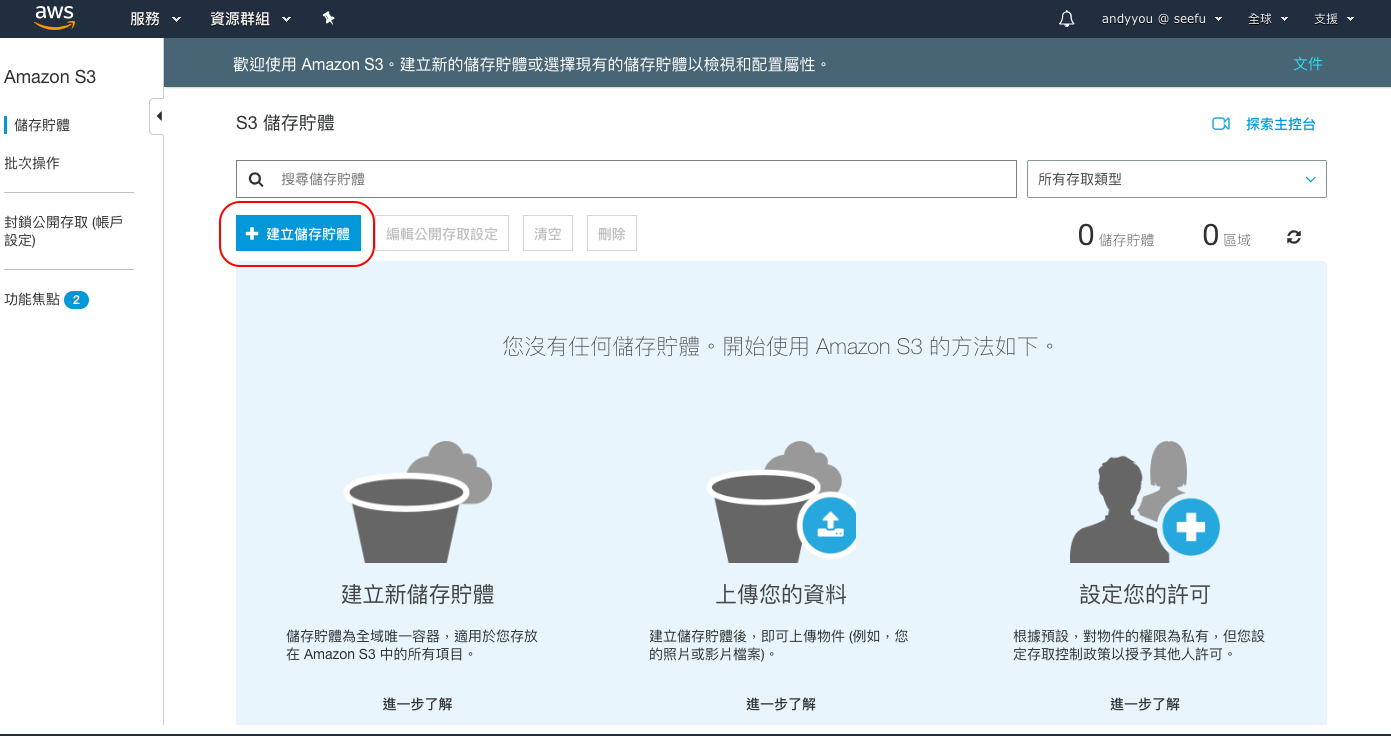 aws 服務 資源群組 andyyou @ seefu 全球 支援
Amazon S3
儲存貯體
批次操作
封鎖公開存取 (帳戶
設定)
功能焦點 2
歡迎使用 Amazon S3。建立新的儲存貯體或選擇現有的儲存貯體以檢視和配置屬性。 文件
S3 儲存貯體 探索主控台
搜尋儲存貯體 所有存取類型
建立儲存貯體 編輯公開存取設定 清空 刪除 0 儲存貯體 0 區域
您沒有任何儲存貯體。開始使用 Amazon S3 的方法如下。
建立新儲存貯體
儲存貯體為全域唯一容器，適用於您存放
在 Amazon S3 中的所有項目。
進一步了解
上傳您的資料
建立儲存貯體後，即可上傳物件 (例如，您
的照片或影片檔案)。
進一步了解
設定您的許可
根據預設，對物件的權限為私有，但您設
定存取控制政策以授予其他人許可。
進一步了解